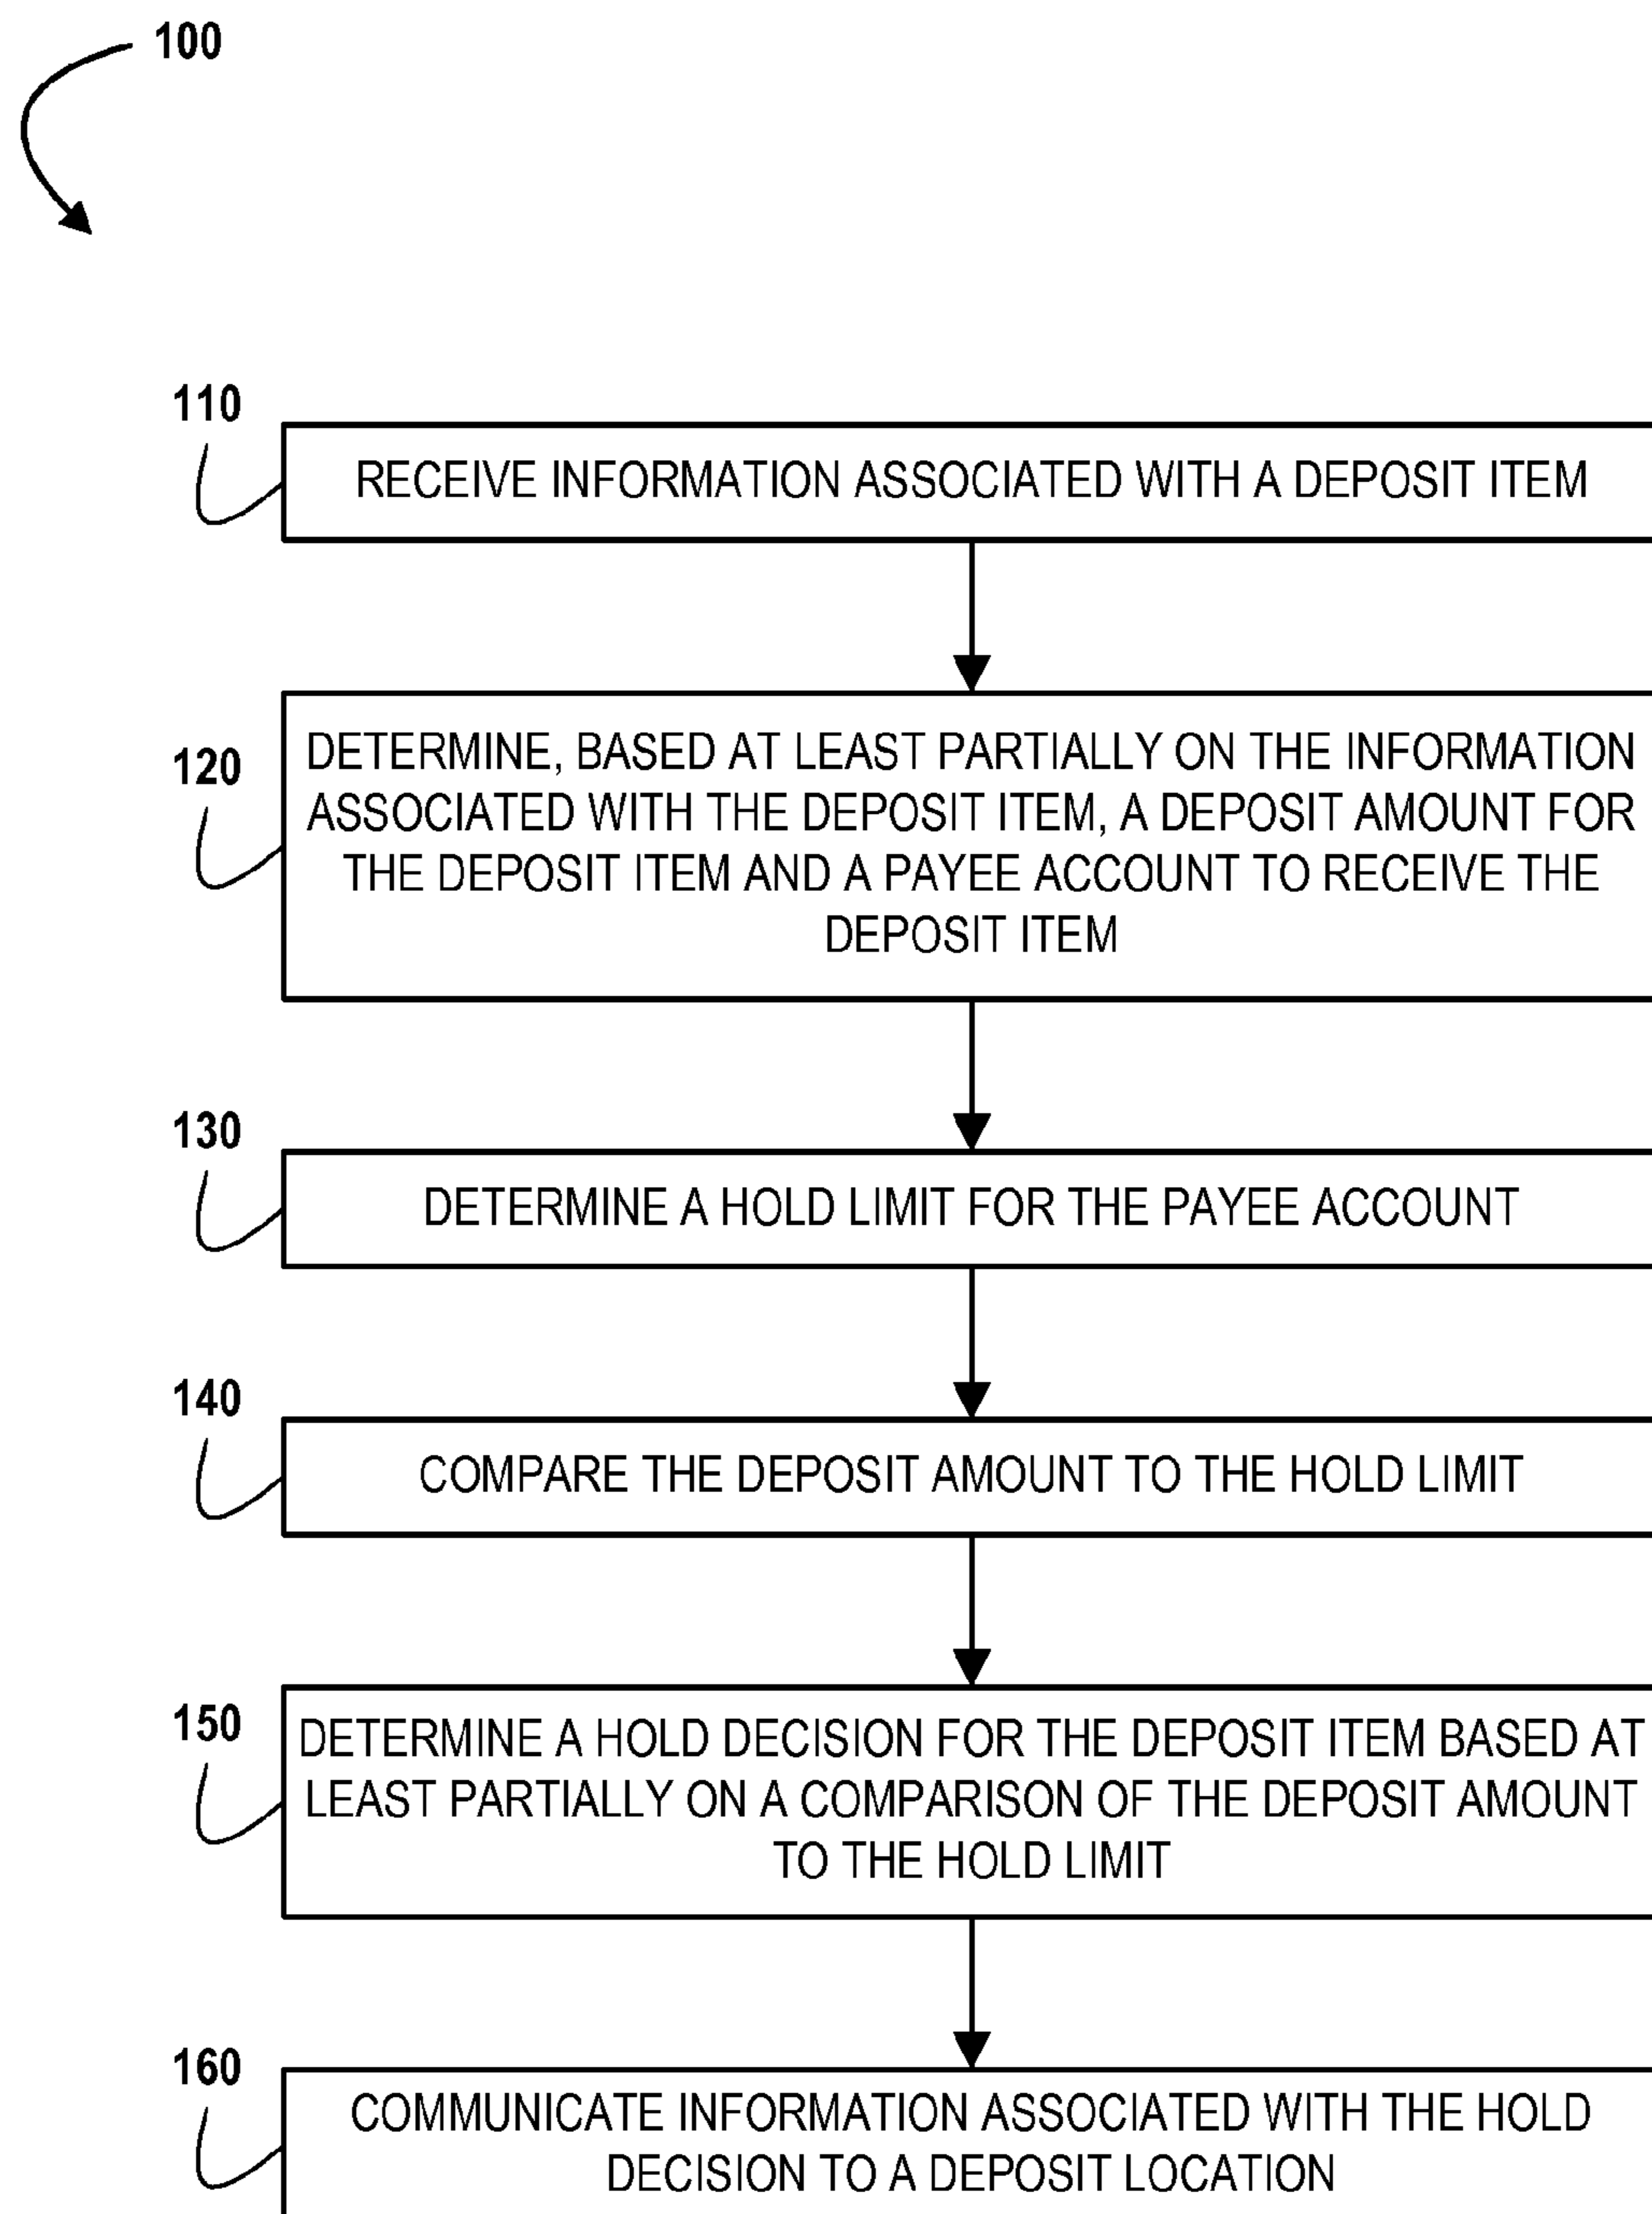 100
110
RECEIVE INFORMATION ASSOCIATED WITH A DEPOSIT ITEM
120
DETERMINE, BASED AT LEAST PARTIALLY ON THE INFORMATION
ASSOCIATED WITH THE DEPOSIT ITEM, A DEPOSIT AMOUNT FOR
THE DEPOSIT ITEM AND A PAYEE ACCOUNT TO RECEIVE THE
DEPOSIT ITEM
130
DETERMINE A HOLD LIMIT FOR THE PAYEE ACCOUNT
140
COMPARE THE DEPOSIT AMOUNT TO THE HOLD LIMIT
150
DETERMINE A HOLD DECISION FOR THE DEPOSIT ITEM BASED AT
LEAST PARTIALLY ON A COMPARISON OF THE DEPOSIT AMOUNT
TO THE HOLD LIMIT
160
COMMUNICATE INFORMATION ASSOCIATED WITH THE HOLD
DECISION TO A DEPOSIT LOCATION